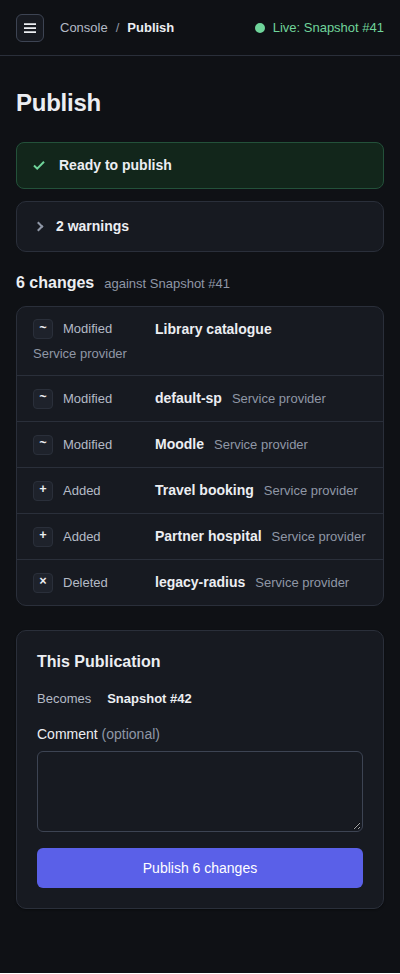 Console / Publish Live: Snapshot #41
Publish
Ready to publish
2 warnings
6 changes against Snapshot #41
~ Modified Library catalogue
Service provider
~ Modified default-sp Service provider
~ Modified Moodle Service provider
+ Added Travel booking Service provider
+ Added Partner hospital Service provider
× Deleted legacy-radius Service provider
This Publication
Becomes Snapshot #42
Comment (optional)
Publish 6 changes